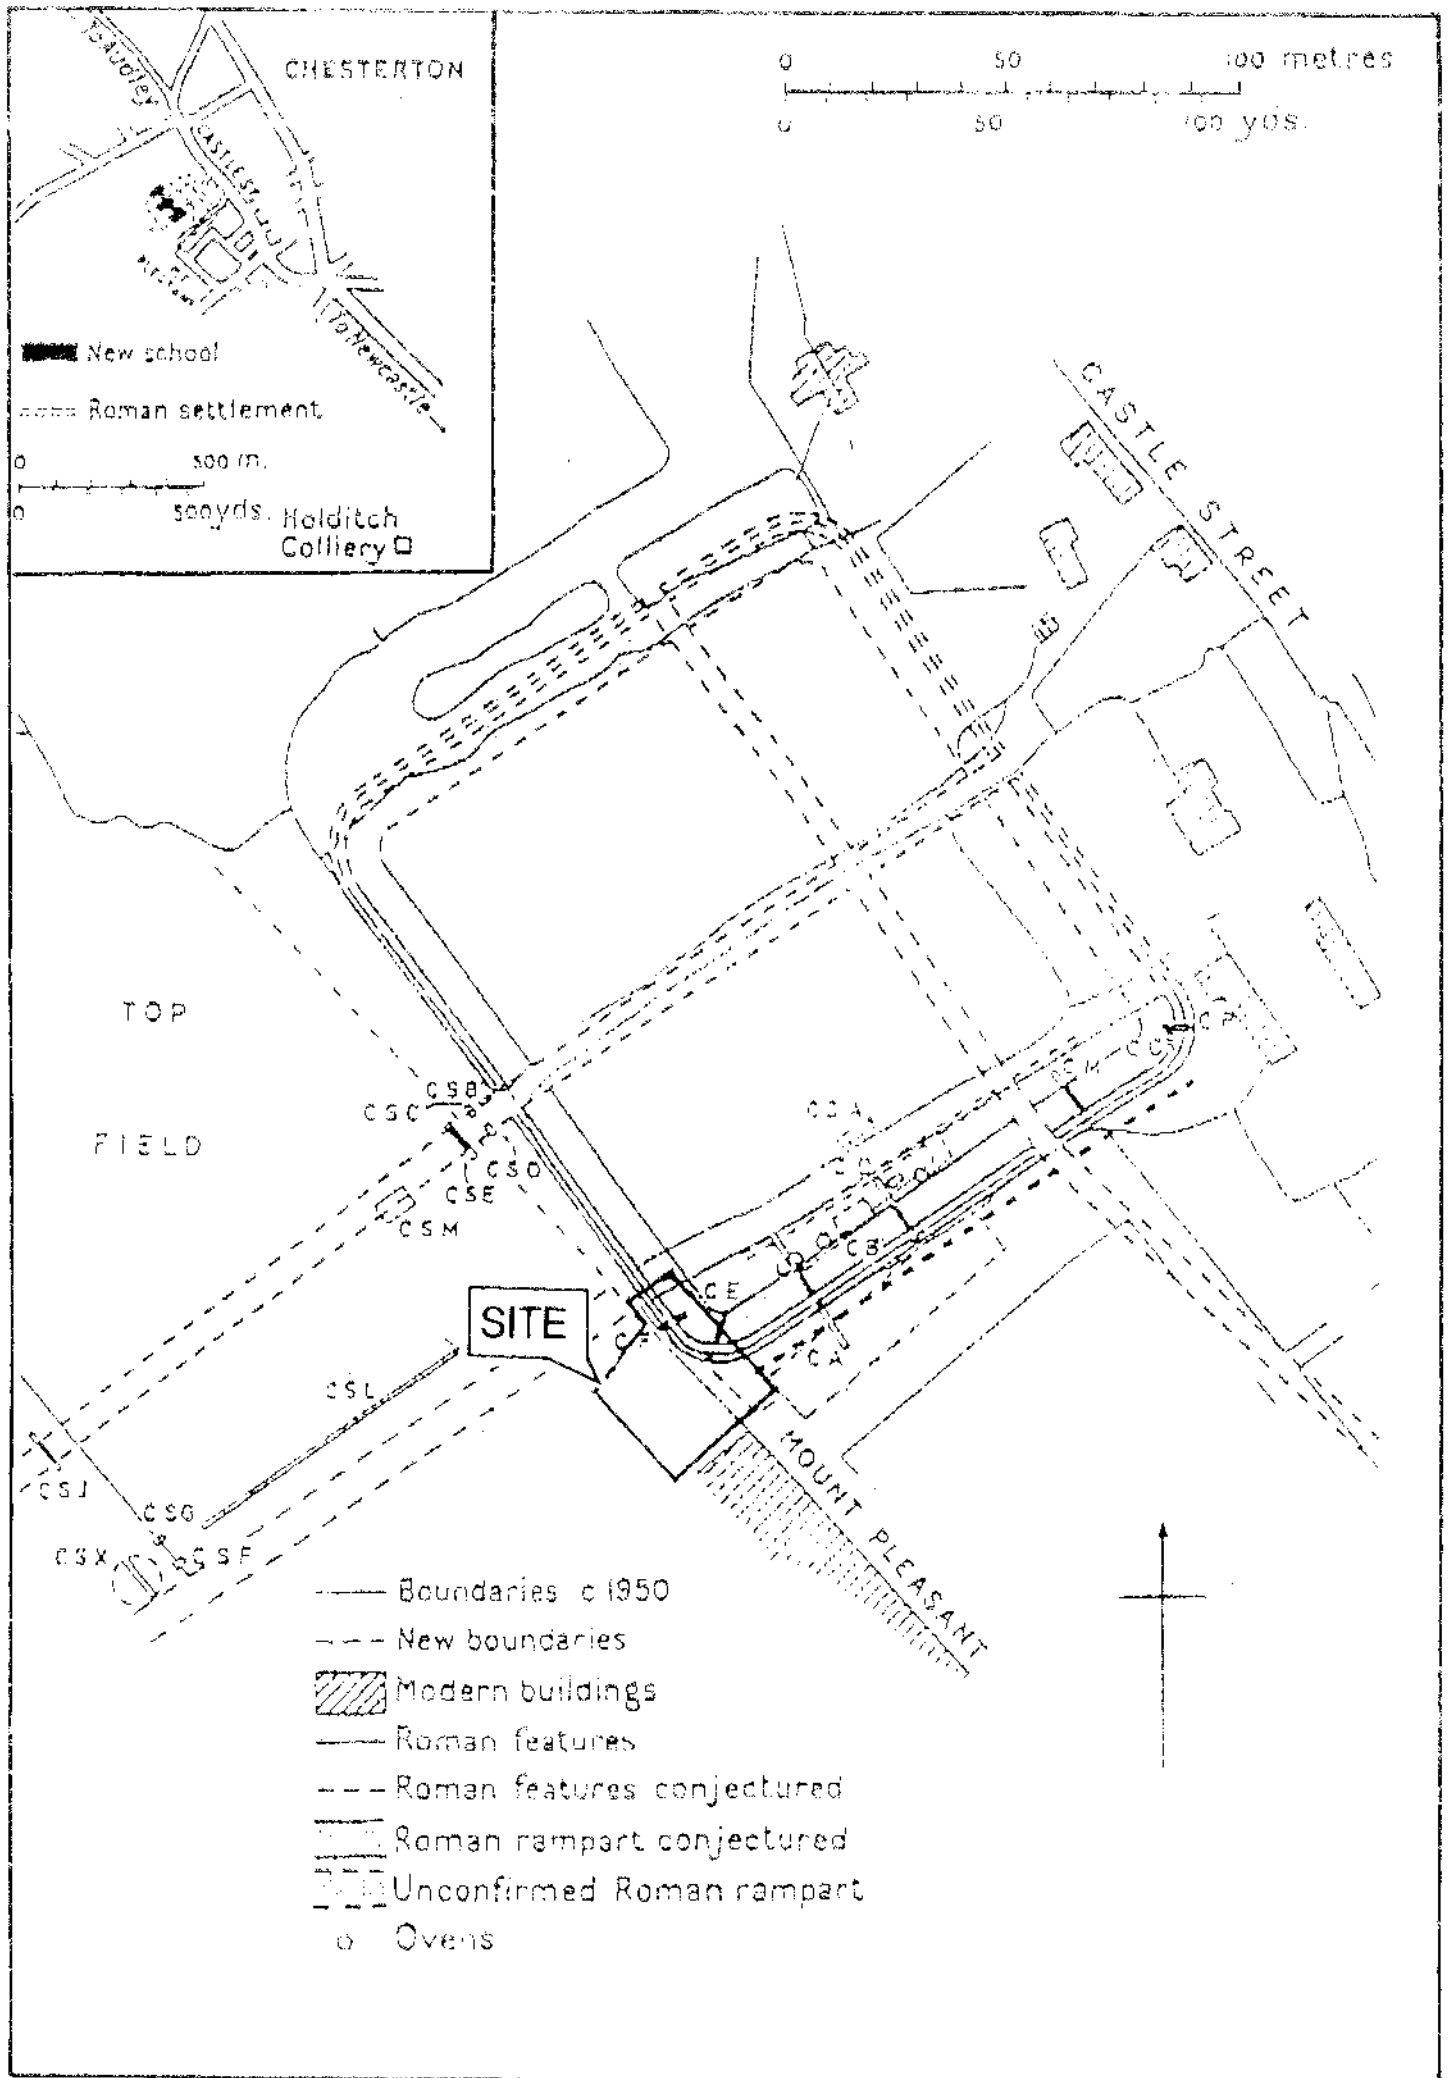 To Audley
CHESTERTON
CASTLE ST.
To Newcastle
New school
Roman settlement
0 500 m.
0 500 yds.
Holditch
Colliery
0 50 100 metres
0 50 100 yds.
CASTLE STREET
TOP
FIELD
CSB
CSC
CSD
CSE
CSM
CE
CB
CA
SITE
CSL
CSJ
CSG
CSX
CSF
MOUNT PLEASANT
Boundaries c 1950
New boundaries
Modern buildings
Roman features
Roman features conjectured
Roman rampart conjectured
Unconfirmed Roman rampart
Ovens